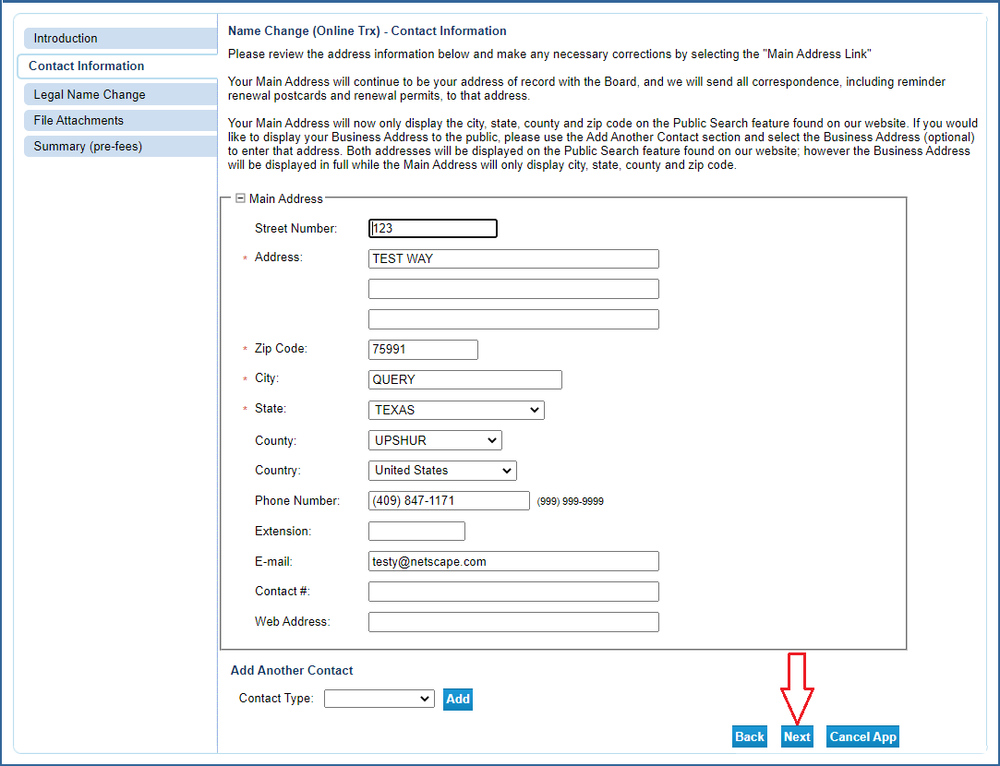 Introduction
Contact Information
Legal Name Change
File Attachments
Summary (pre-fees)
Name Change (Online Trx) - Contact Information
Please review the address information below and make any necessary corrections by selecting the "Main Address Link"
Your Main Address will continue to be your address of record with the Board, and we will send all correspondence, including reminder
renewal postcards and renewal permits, to that address.
Your Main Address will now only display the city, state, county and zip code on the Public Search feature found on our website. If you would
like to display your Business Address to the public, please use the Add Another Contact section and select the Business Address (optional)
to enter that address. Both addresses will be displayed on the Public Search feature found on our website; however the Business Address
will be displayed in full while the Main Address will only display city, state, county and zip code.
Main Address
Street Number: 123
* Address: TEST WAY
* Zip Code: 75991
* City: QUERY
* State: TEXAS
County: UPSHUR
Country: United States
Phone Number: (409) 847-1171 (999) 999-9999
Extension:
E-mail: testy@netscape.com
Contact #:
Web Address:
Add Another Contact
Contact Type: Add
Back Next Cancel App